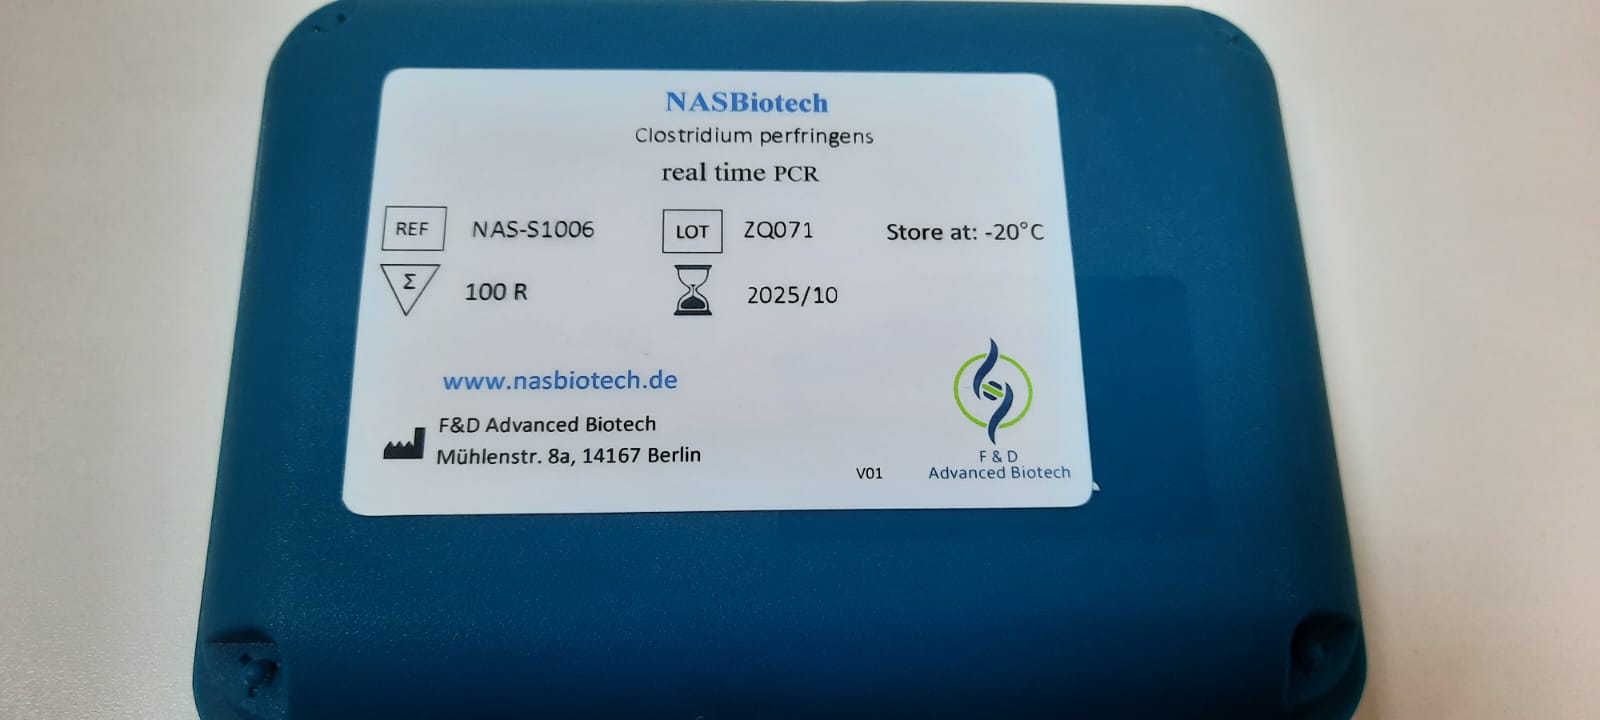 NASBiotech
Clostridium perfringens
real time PCR
REF NAS-S1006 LOT ZQ071 Store at: -20°C
Σ 100 R 2025/10
www.nasbiotech.de
F&D Advanced Biotech
Mühlenstr. 8a, 14167 Berlin
V01
F & D
Advanced Biotech